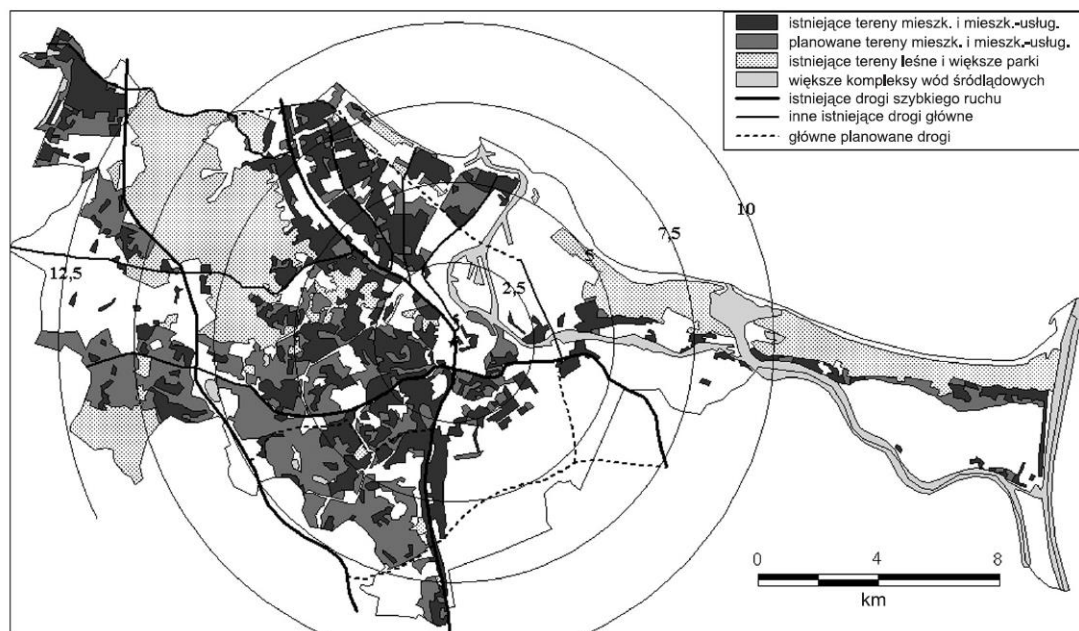 istniejące tereny mieszk. i mieszk.-usług.
planowane tereny mieszk. i mieszk.-usług.
istniejące tereny leśne i większe parki
większe kompleksy wód śródlądowych
istniejące drogi szybkiego ruchu
inne istniejące drogi główne
główne planowane drogi
10
7,5
5
12,5
2,5
0 4 8
km